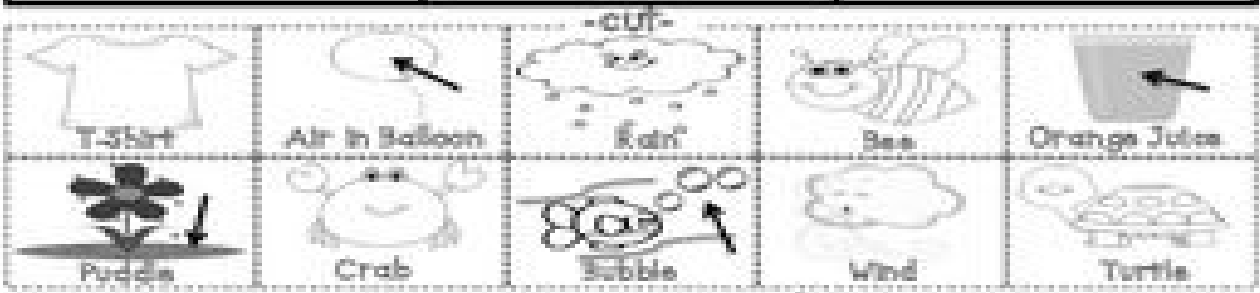 -cut-
T-Shirt Air in Balloon Rain Bee Orange Juice
Puddle Crab Bubble Wind Turtle